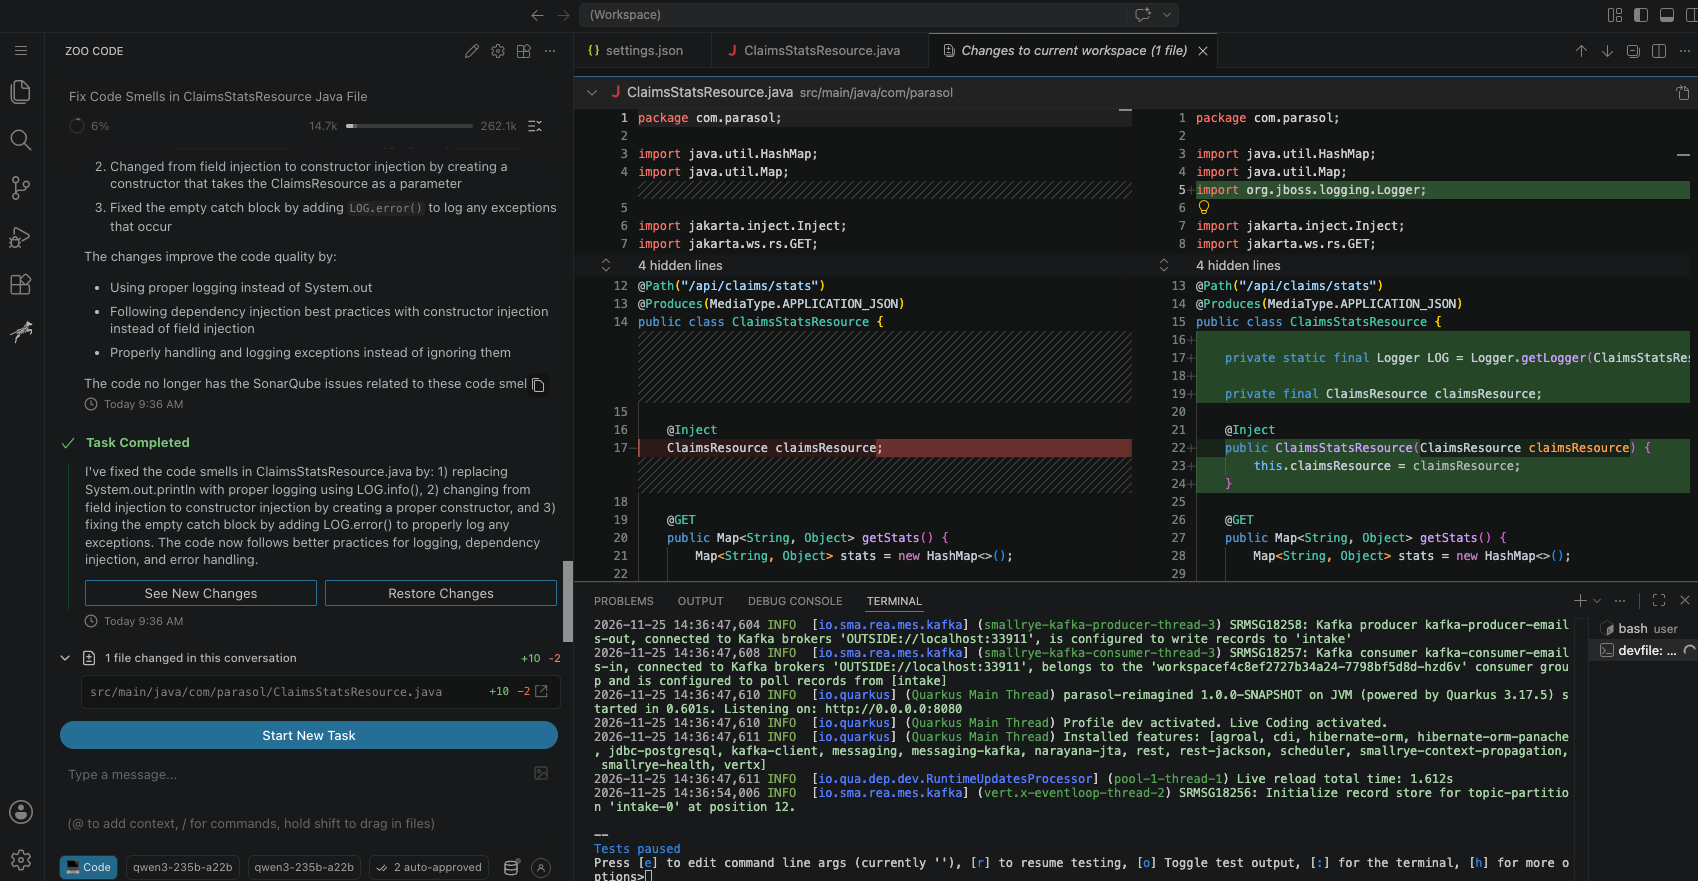 (Workspace)
ZOO CODE
Fix Code Smells in ClaimsStatsResource Java File
6%
14.7k
262.1k
2. Changed from field injection to constructor injection by creating a
constructor that takes the ClaimsResource as a parameter
3. Fixed the empty catch block by adding LOG.error() to log any exceptions
that occur
The changes improve the code quality by:
• Using proper logging instead of System.out
• Following dependency injection best practices with constructor injection
instead of field injection
• Properly handling and logging exceptions instead of ignoring them
The code no longer has the SonarQube issues related to these code smel
Today 9:36 AM
Task Completed
I've fixed the code smells in ClaimsStatsResource.java by: 1) replacing
System.out.println with proper logging using LOG.info(), 2) changing from
field injection to constructor injection by creating a proper constructor, and 3)
fixing the empty catch block by adding LOG.error() to properly log any
exceptions. The code now follows better practices for logging, dependency
injection, and error handling.
See New Changes
Restore Changes
Today 9:36 AM
1 file changed in this conversation
+10 -2
src/main/java/com/parasol/ClaimsStatsResource.java
+10 −2
Start New Task
Type a message...
(@ to add context, / for commands, hold shift to drag in files)
Code
qwen3-235b-a22b
qwen3-235b-a22b
2 auto-approved
{} settings.json
J ClaimsStatsResource.java
Changes to current workspace (1 file)
J ClaimsStatsResource.java src/main/java/com/parasol
1 package com.parasol;
2
3 import java.util.HashMap;
4 import java.util.Map;
5
6 import jakarta.inject.Inject;
7 import jakarta.ws.rs.GET;
4 hidden lines
12 @Path("/api/claims/stats")
13 @Produces(MediaType.APPLICATION_JSON)
14 public class ClaimsStatsResource {
15
16 @Inject
17− ClaimsResource claimsResource;
18
19 @GET
20 public Map<String, Object> getStats() {
21 Map<String, Object> stats = new HashMap<>();
22
1 package com.parasol;
2
3 import java.util.HashMap;
4 import java.util.Map;
5+ import org.jboss.logging.Logger;
6
7 import jakarta.inject.Inject;
8 import jakarta.ws.rs.GET;
4 hidden lines
13 @Path("/api/claims/stats")
14 @Produces(MediaType.APPLICATION_JSON)
15 public class ClaimsStatsResource {
16+
17+ private static final Logger LOG = Logger.getLogger(ClaimsStatsRes
18+
19+ private final ClaimsResource claimsResource;
20
21 @Inject
22+ public ClaimsStatsResource(ClaimsResource claimsResource) {
23+ this.claimsResource = claimsResource;
24+ }
25
26 @GET
27 public Map<String, Object> getStats() {
28 Map<String, Object> stats = new HashMap<>();
29
PROBLEMS
OUTPUT
DEBUG CONSOLE
TERMINAL
2026-11-25 14:36:47,604 INFO [io.sma.rea.mes.kafka] (smallrye-kafka-producer-thread-3) SRMSG18258: Kafka producer kafka-producer-email
s-out, connected to Kafka brokers 'OUTSIDE://localhost:33911', is configured to write records to 'intake'
2026-11-25 14:36:47,608 INFO [io.sma.rea.mes.kafka] (smallrye-kafka-consumer-thread-3) SRMSG18257: Kafka consumer kafka-consumer-email
s-in, connected to Kafka brokers 'OUTSIDE://localhost:33911', belongs to the 'workspacef4c8ef2727b34a24-7798bf5d8d-hzd6v' consumer grou
p and is configured to poll records from [intake]
2026-11-25 14:36:47,610 INFO [io.quarkus] (Quarkus Main Thread) parasol-reimagined 1.0.0-SNAPSHOT on JVM (powered by Quarkus 3.17.5) s
tarted in 0.601s. Listening on: http://0.0.0.0:8080
2026-11-25 14:36:47,610 INFO [io.quarkus] (Quarkus Main Thread) Profile dev activated. Live Coding activated.
2026-11-25 14:36:47,611 INFO [io.quarkus] (Quarkus Main Thread) Installed features: [agroal, cdi, hibernate-orm, hibernate-orm-panache
, jdbc-postgresql, kafka-client, messaging, messaging-kafka, narayana-jta, rest, rest-jackson, scheduler, smallrye-context-propagation,
smallrye-health, vertx]
2026-11-25 14:36:47,611 INFO [io.qua.dep.dev.RuntimeUpdatesProcessor] (pool-1-thread-1) Live reload total time: 1.612s
2026-11-25 14:36:54,006 INFO [io.sma.rea.mes.kafka] (vert.x-eventloop-thread-2) SRMSG18256: Initialize record store for topic-partitio
n 'intake-0' at position 12.
--
Tests paused
Press [e] to edit command line args (currently ''), [r] to resume testing, [o] Toggle test output, [:] for the terminal, [h] for more o
ptions>
bash user
devfile: ...